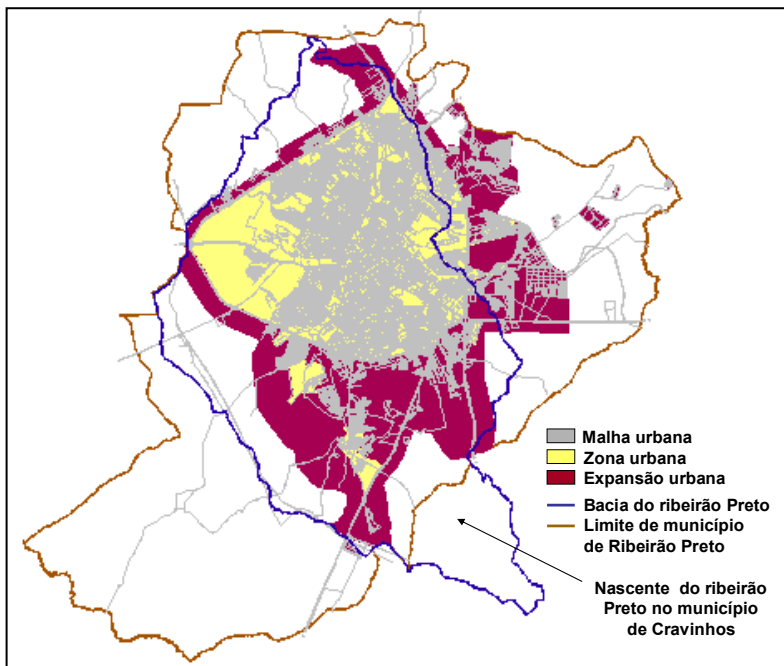 Malha urbana
Zona urbana
Expansão urbana
Bacia do ribeirão Preto
Limite de município
de Ribeirão Preto
Nascente do ribeirão
Preto no município
de Cravinhos